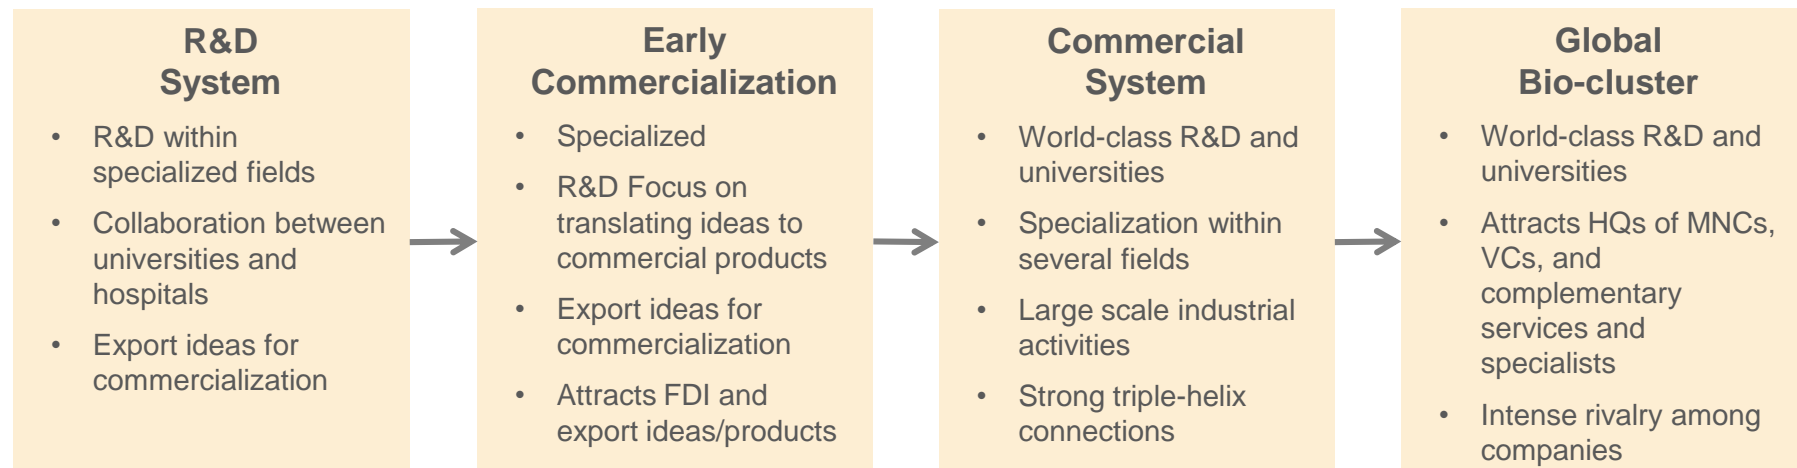 R&D
System
• R&D within
specialized fields
• Collaboration between
universities and
hospitals
• Export ideas for
commercialization
Early
Commercialization
• Specialized
• R&D Focus on
translating ideas to
commercial products
• Export ideas for
commercialization
• Attracts FDI and
export ideas/products
Commercial
System
• World-class R&D and
universities
• Specialization within
several fields
• Large scale industrial
activities
• Strong triple-helix
connections
Global
Bio-cluster
• World-class R&D and
universities
• Attracts HQs of MNCs,
VCs, and
complementary
services and
specialists
• Intense rivalry among
companies